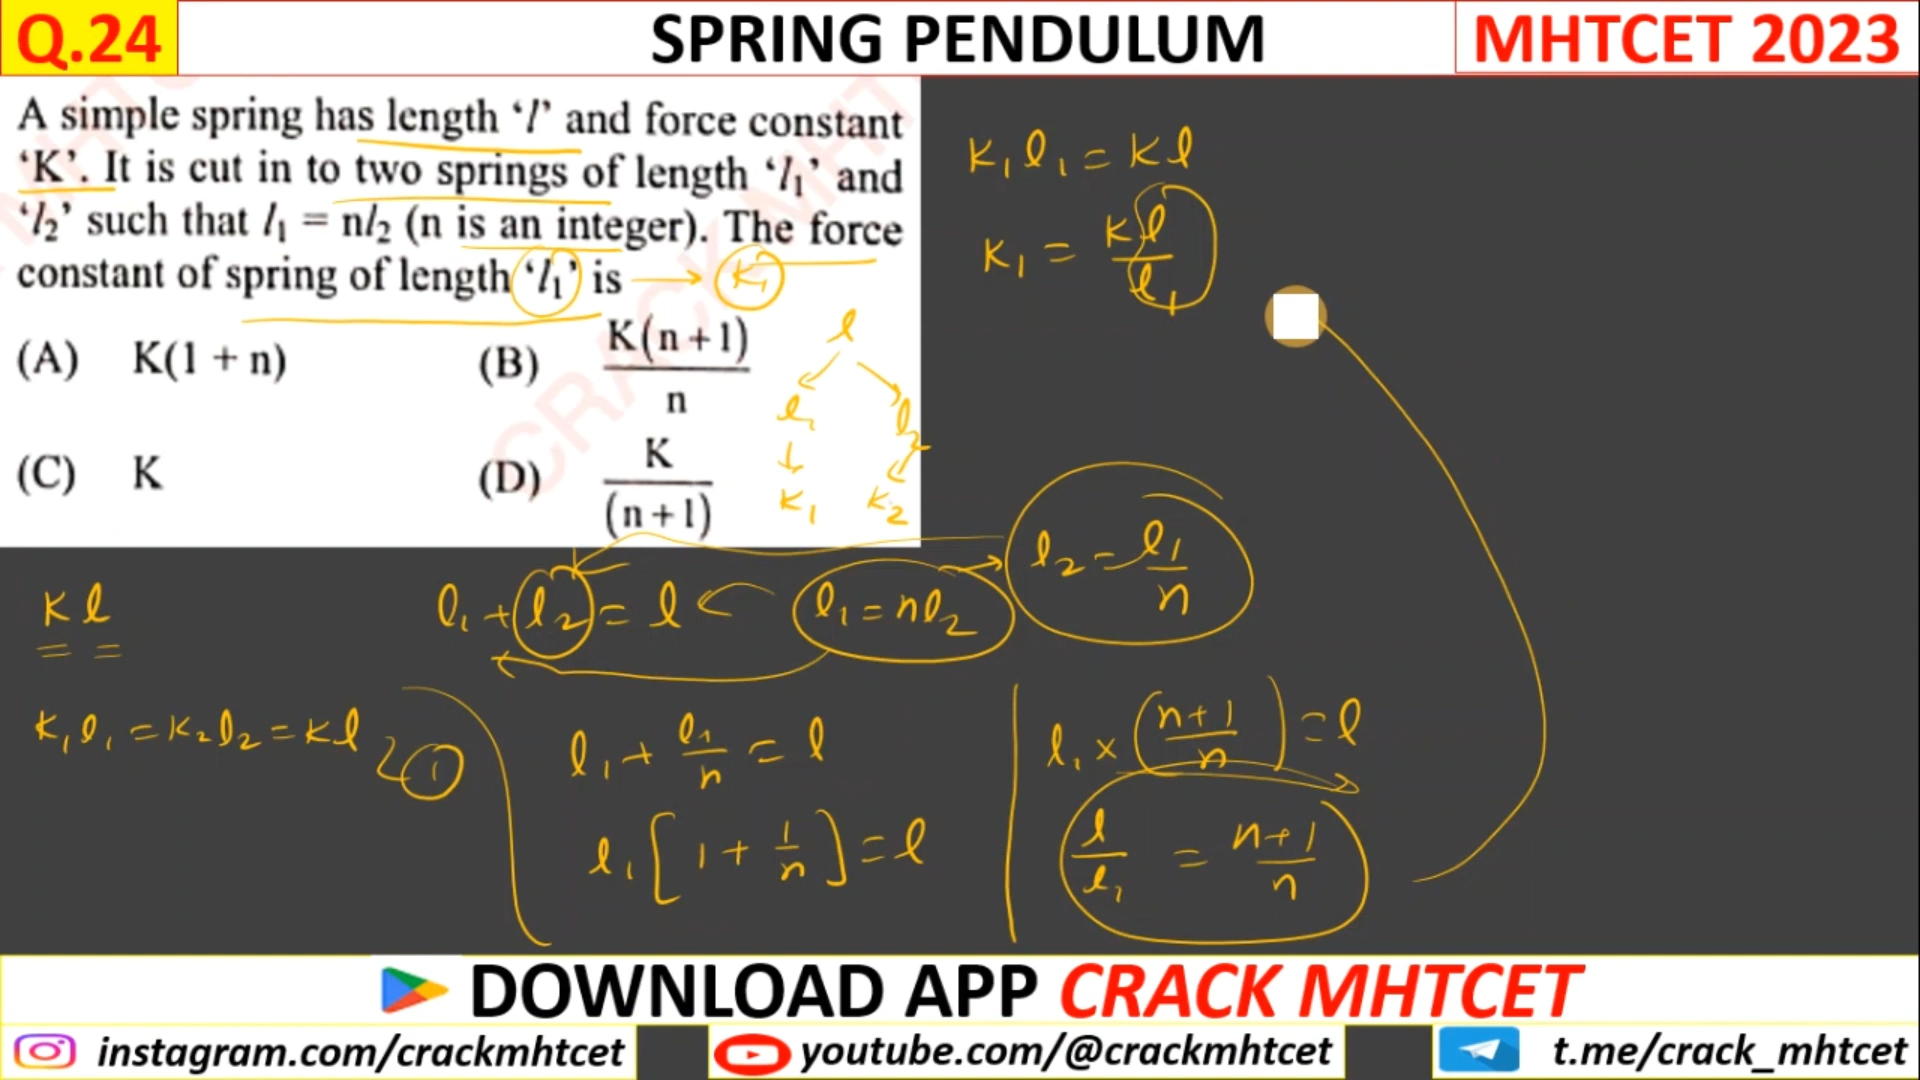 Q.24
SPRING PENDULUM
MHTCET 2023
A simple spring has length ‘l’ and force constant
‘K’. It is cut in to two springs of length ‘l₁’ and
‘l₂’ such that l₁ = nl₂ (n is an integer). The force
constant of spring of length ‘l₁’ is → K₁
(A) K(1 + n)
(B) K(n+1)/n
(C) K
(D) K/(n+1)
l
l₁ l₂
K₁ K₂
K₁l₁ = Kl
K₁ = Kl/l₁
Kl
l₁ + l₂ = l
l₁ = nl₂
l₂ = l₁/n
K₁l₁ = K₂l₂ = Kl
1
l₁ + l₁/n = l
l₁[1 + 1/n] = l
l₁ × (n+1/n) = l
l/l₁ = n+1/n
DOWNLOAD APP CRACK MHTCET
instagram.com/crackmhtcet
youtube.com/@crackmhtcet
t.me/crack_mhtcet
CRACK MHT